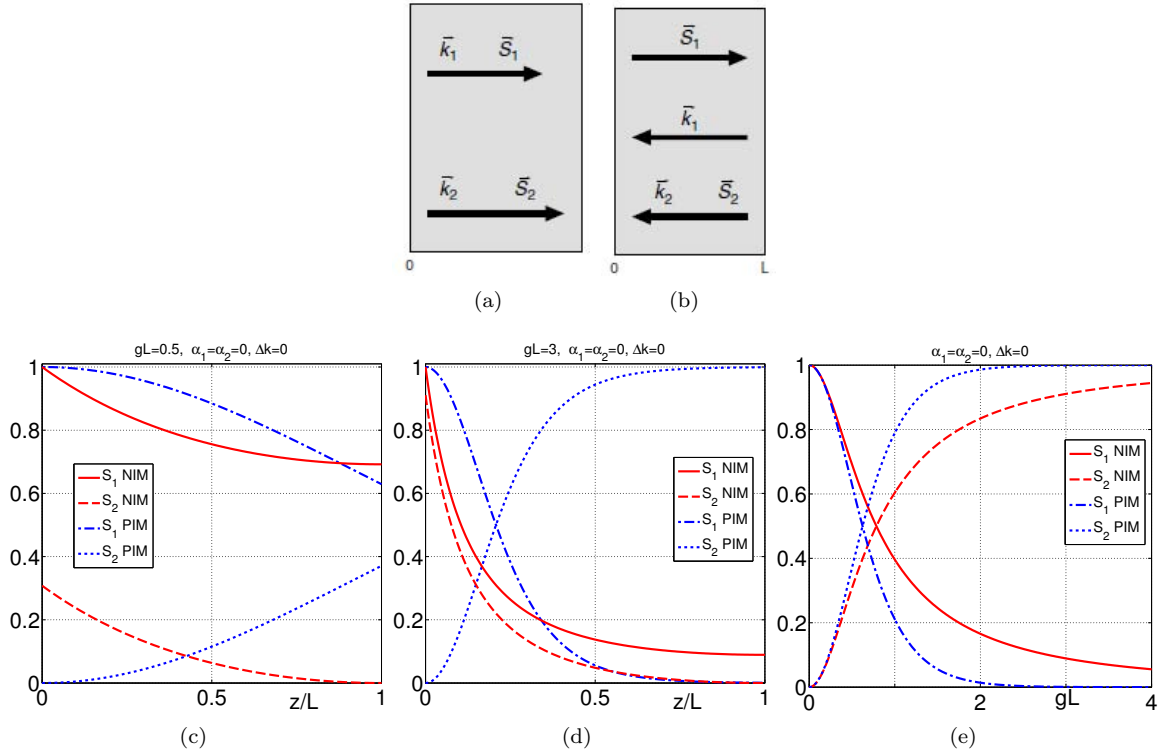 k̄₁ S̄₁
k̄₂ S̄₂
0
(a)
S̄₁
k̄₁
k̄₂ S̄₂
0 L
(b)
gL=0.5, α₁=α₂=0, Δk=0
1
0.8
0.6
0.4
0.2
0
S₁ NIM
S₂ NIM
S₁ PIM
S₂ PIM
0 0.5 z/L 1
(c)
gL=3, α₁=α₂=0, Δk=0
1
0.8
0.6
0.4
0.2
0
S₁ NIM
S₂ NIM
S₁ PIM
S₂ PIM
0 0.5 z/L 1
(d)
α₁=α₂=0, Δk=0
1
0.8
0.6
0.4
0.2
0
S₁ NIM
S₂ NIM
S₁ PIM
S₂ PIM
0 2 gL 4
(e)